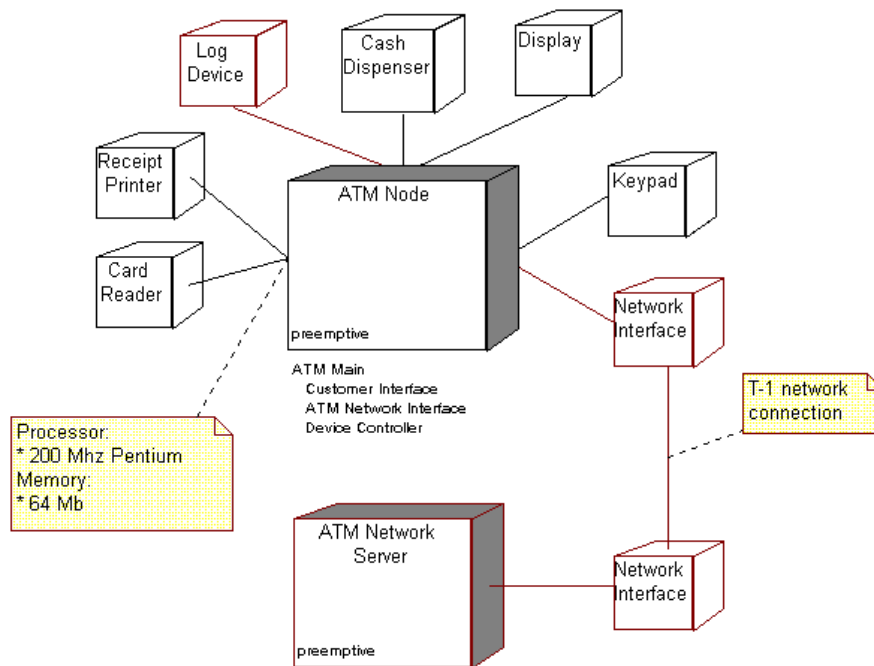 Log
Device
Cash
Dispenser
Display
Receipt
Printer
ATM Node
Keypad
Card
Reader
Network
Interface
preemptive
ATM Main
Customer Interface
ATM Network Interface
Device Controller
T-1 network
connection
Processor:
* 200 Mhz Pentium
Memory:
* 64 Mb
ATM Network
Server
Network
Interface
preemptive